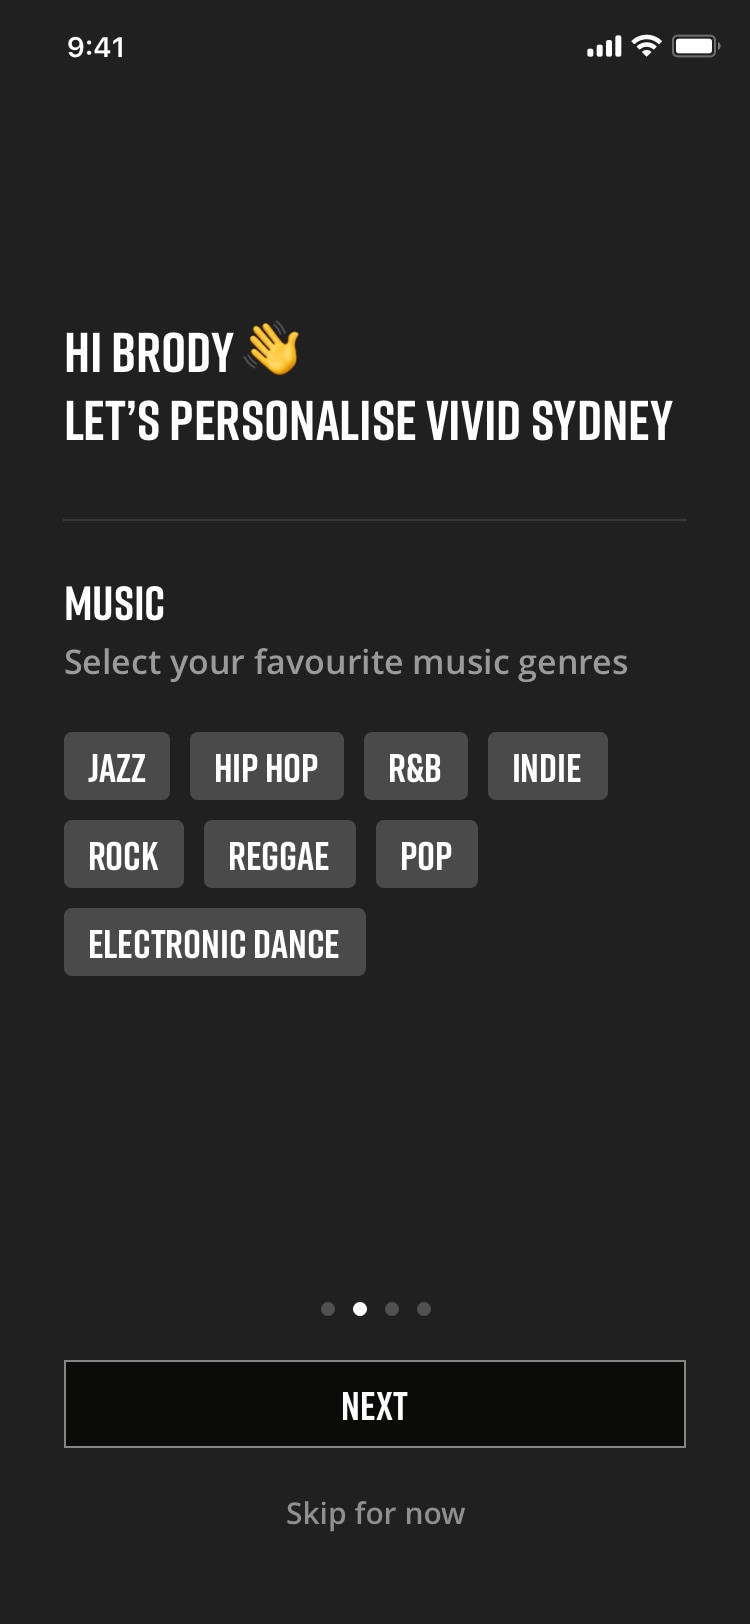 9:41
HI BRODY 👋
LET’S PERSONALISE VIVID SYDNEY
MUSIC
Select your favourite music genres
JAZZ HIP HOP R&B INDIE
ROCK REGGAE POP
ELECTRONIC DANCE
NEXT
Skip for now